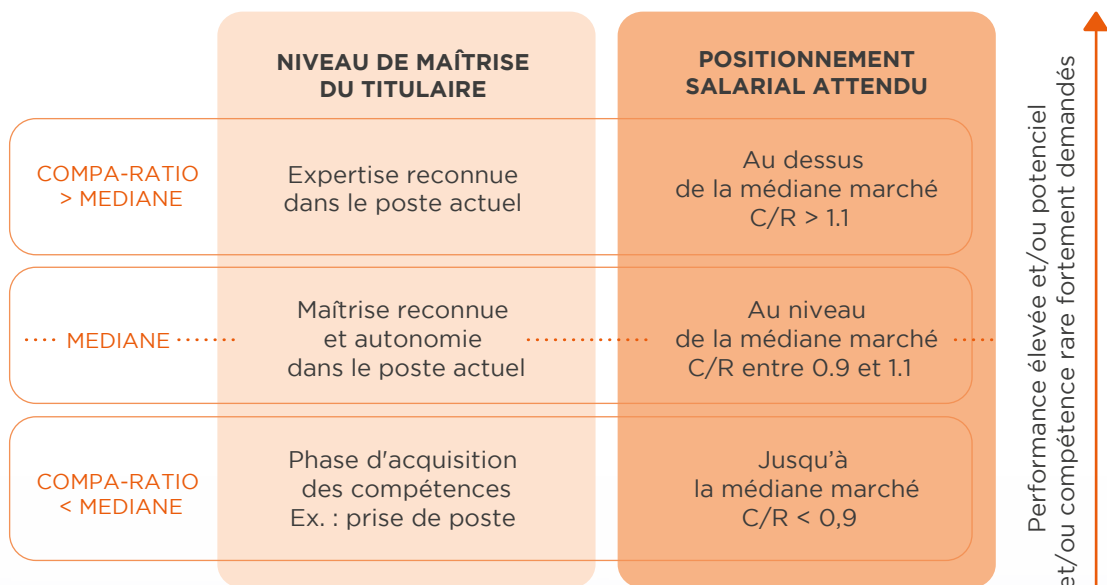 NIVEAU DE MAÎTRISE
DU TITULAIRE
POSITIONNEMENT
SALARIAL ATTENDU
COMPA-RATIO
> MEDIANE
Expertise reconnue
dans le poste actuel
Au dessus
de la médiane marché
C/R > 1.1
MEDIANE
Maîtrise reconnue
et autonomie
dans le poste actuel
Au niveau
de la médiane marché
C/R entre 0.9 et 1.1
COMPA-RATIO
< MEDIANE
Phase d'acquisition
des compétences
Ex. : prise de poste
Jusqu’à
la médiane marché
C/R < 0,9
Performance élevée et/ou potenciel
et/ou compétence rare fortement demandés